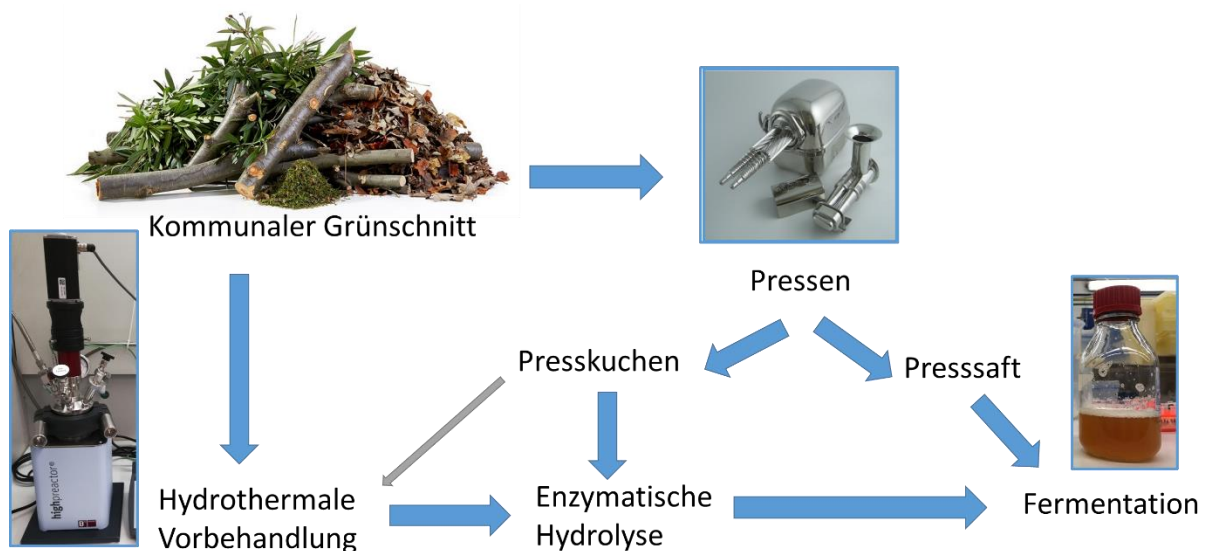 Kommunaler Grünschnitt
Pressen
Presskuchen
Presssaft
Hydrothermale
Vorbehandlung
Enzymatische
Hydrolyse
Fermentation
highpreactor®